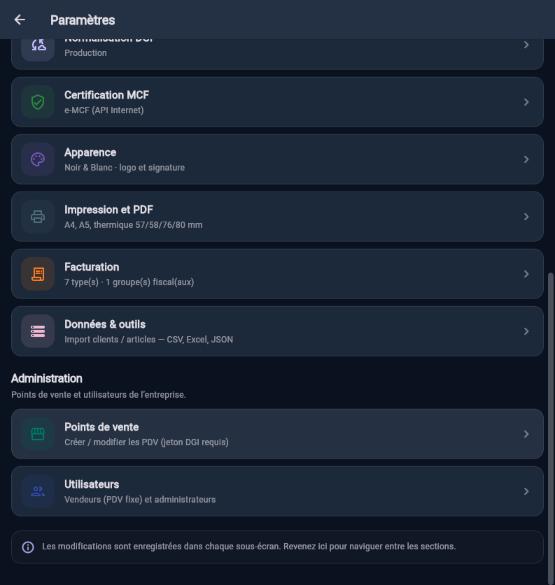 Paramètres
Normalisation DGI
Production
Certification MCF
e-MCF (API Internet)
Apparence
Noir & Blanc · logo et signature
Impression et PDF
A4, A5, thermique 57/58/76/80 mm
Facturation
7 type(s) · 1 groupe(s) fiscal(aux)
Données & outils
Import clients / articles — CSV, Excel, JSON
Administration
Points de vente et utilisateurs de l'entreprise.
Points de vente
Créer / modifier les PDV (jeton DGI requis)
Utilisateurs
Vendeurs (PDV fixe) et administrateurs
Les modifications sont enregistrées dans chaque sous-écran. Revenez ici pour naviguer entre les sections.